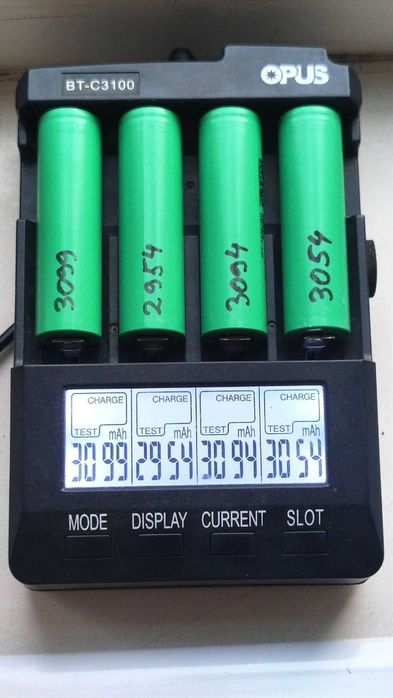 BT-C3100 OPUS
3099 2954 3094 3054
CHARGE CHARGE CHARGE CHARGE
TEST mAh TEST mAh TEST mAh TEST mAh
3099 2954 3094 3054
MODE DISPLAY CURRENT SLOT